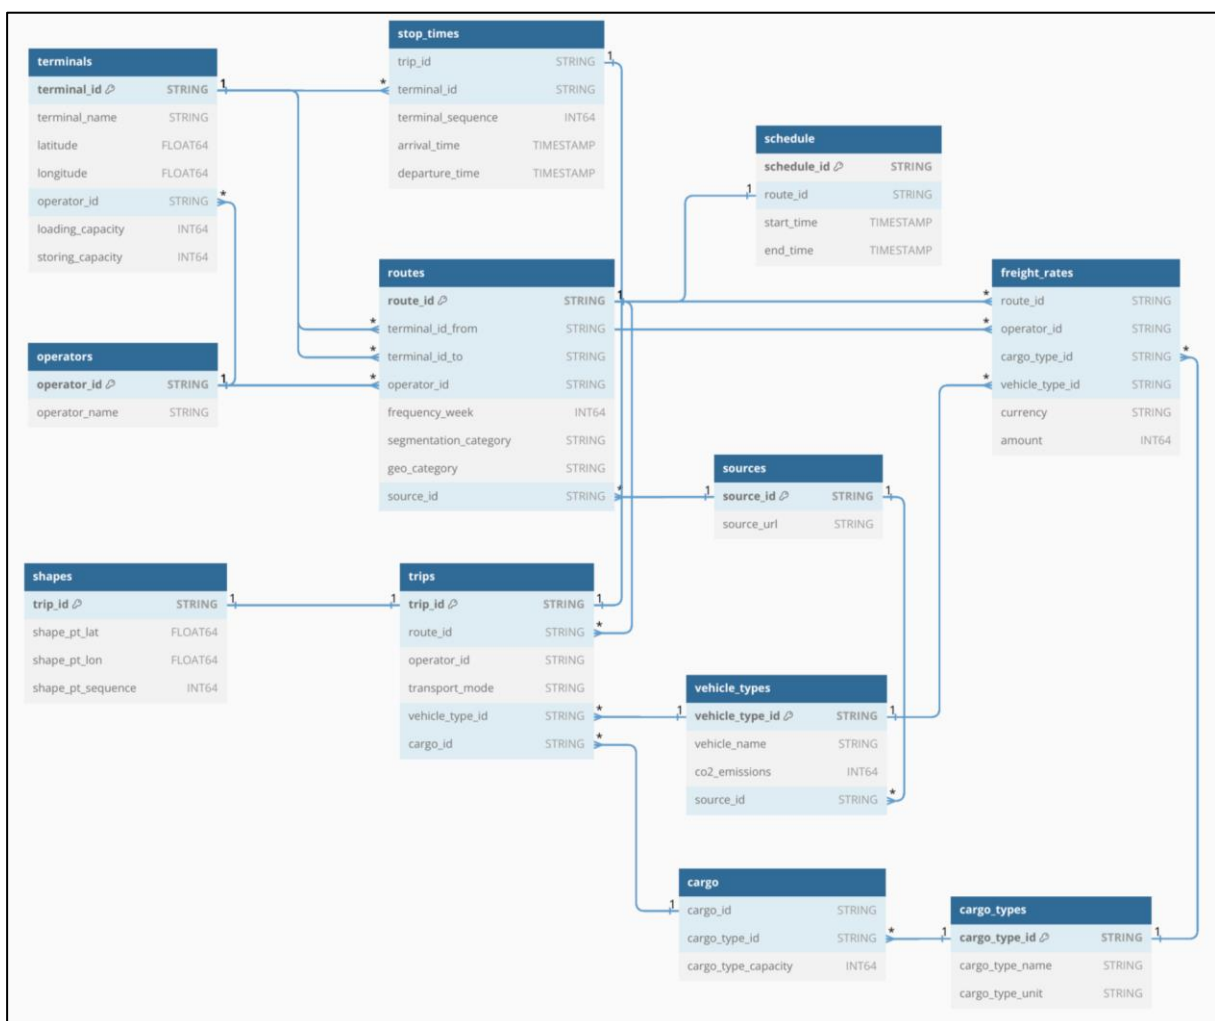 stop_times
trip_id STRING
terminal_id STRING
terminal_sequence INT64
arrival_time TIMESTAMP
departure_time TIMESTAMP
terminals
terminal_id STRING
terminal_name STRING
latitude FLOAT64
longitude FLOAT64
operator_id STRING
loading_capacity INT64
storing_capacity INT64
schedule
schedule_id STRING
route_id STRING
start_time TIMESTAMP
end_time TIMESTAMP
routes
route_id STRING
terminal_id_from STRING
terminal_id_to STRING
operator_id STRING
frequency_week INT64
segmentation_category STRING
geo_category STRING
source_id STRING
freight_rates
route_id STRING
operator_id STRING
cargo_type_id STRING
vehicle_type_id STRING
currency STRING
amount INT64
operators
operator_id STRING
operator_name STRING
sources
source_id STRING
source_url STRING
shapes
trip_id STRING
shape_pt_lat FLOAT64
shape_pt_lon FLOAT64
shape_pt_sequence INT64
trips
trip_id STRING
route_id STRING
operator_id STRING
transport_mode STRING
vehicle_type_id STRING
cargo_id STRING
vehicle_types
vehicle_type_id STRING
vehicle_name STRING
co2_emissions INT64
source_id STRING
cargo
cargo_id STRING
cargo_type_id STRING
cargo_type_capacity INT64
cargo_types
cargo_type_id STRING
cargo_type_name STRING
cargo_type_unit STRING